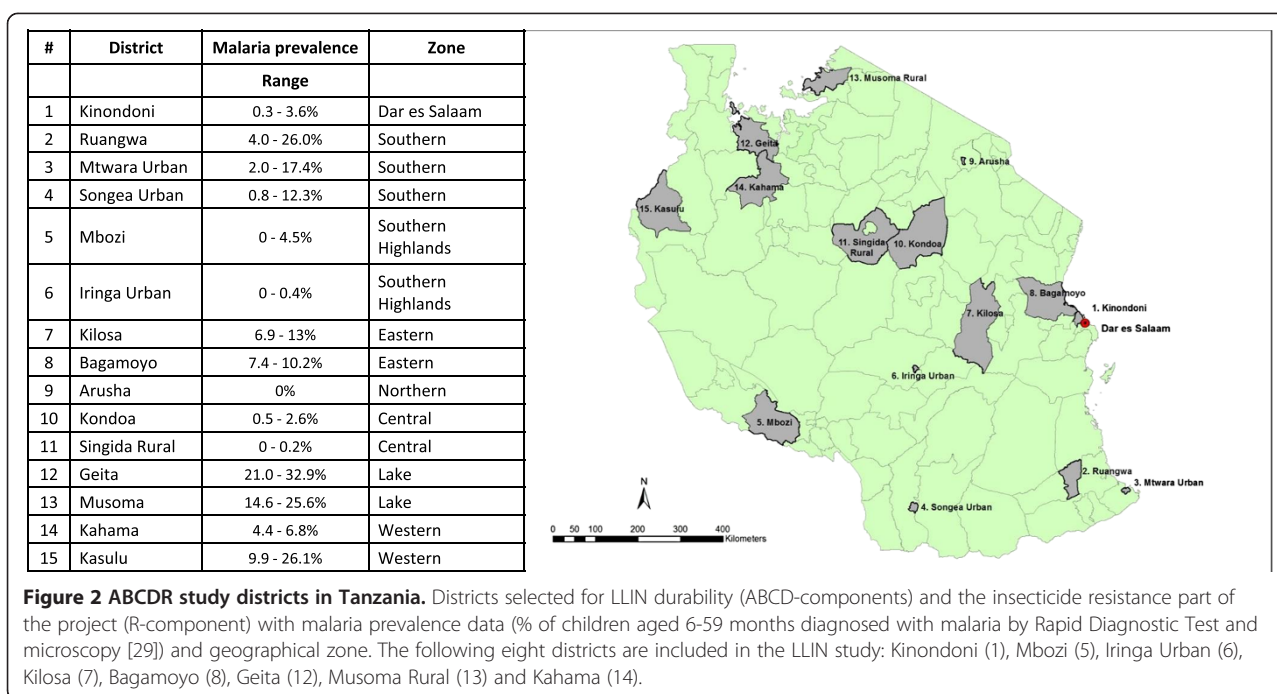 # District Malaria prevalence Zone
Range
1 Kinondoni 0.3 - 3.6% Dar es Salaam
2 Ruangwa 4.0 - 26.0% Southern
3 Mtwara Urban 2.0 - 17.4% Southern
4 Songea Urban 0.8 - 12.3% Southern
5 Mbozi 0 - 4.5% Southern
Highlands
6 Iringa Urban 0 - 0.4% Southern
Highlands
7 Kilosa 6.9 - 13% Eastern
8 Bagamoyo 7.4 - 10.2% Eastern
9 Arusha 0% Northern
10 Kondoa 0.5 - 2.6% Central
11 Singida Rural 0 - 0.2% Central
12 Geita 21.0 - 32.9% Lake
13 Musoma 14.6 - 25.6% Lake
14 Kahama 4.4 - 6.8% Western
15 Kasulu 9.9 - 26.1% Western
13. Musoma Rural
12. Geita
9. Arusha
14. Kahama
15. Kasulu
11. Singida
Rural
10. Kondoa
8. Bagamoyo
1. Kinondoni
7. Kilosa
Dar es Salaam
6. Iringa Urban
5. Mbozi
2. Ruangwa
3. Mtwara Urban
4. Songea Urban
N
0 50 100 200 300 400
Kilometers
Figure 2 ABCDR study districts in Tanzania. Districts selected for LLIN durability (ABCD-components) and the insecticide resistance part of
the project (R-component) with malaria prevalence data (% of children aged 6-59 months diagnosed with malaria by Rapid Diagnostic Test and
microscopy [29]) and geographical zone. The following eight districts are included in the LLIN study: Kinondoni (1), Mbozi (5), Iringa Urban (6),
Kilosa (7), Bagamoyo (8), Geita (12), Musoma Rural (13) and Kahama (14).